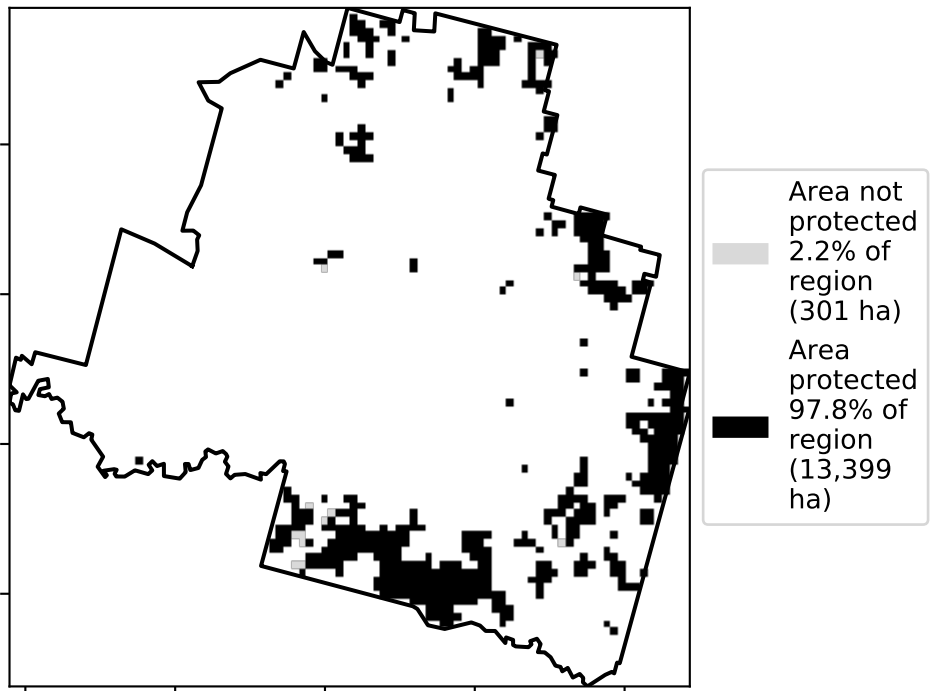 Area not
protected
2.2% of
region
(301 ha)
Area
protected
97.8% of
region
(13,399
ha)